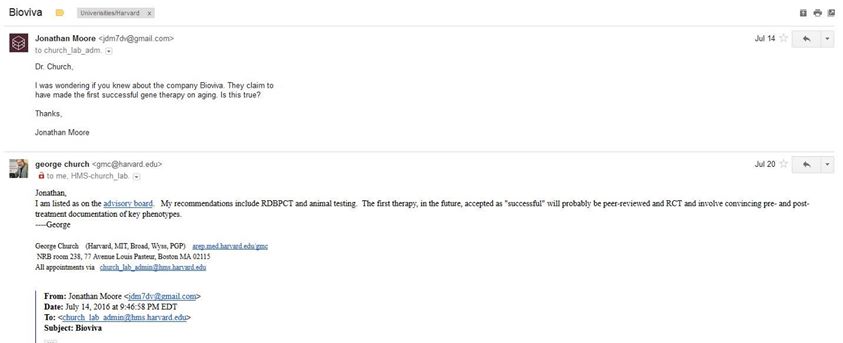 Bioviva
Univerisities/Harvard x
Jonathan Moore <jdm7dv@gmail.com>
Jul 14
to church_lab_adm.
Dr. Church,
I was wondering if you knew about the company Bioviva. They claim to
have made the first successful gene therapy on aging. Is this true?
Thanks,
Jonathan Moore
george church <gmc@harvard.edu>
Jul 20
to me, HMS-church_lab.
Jonathan,
I am listed as on the advisory board. My recommendations include RDBPCT and animal testing. The first therapy, in the future, accepted as "successful" will probably be peer-reviewed and RCT and involve convincing pre- and post-
treatment documentation of key phenotypes.
----George
George Church (Harvard, MIT, Broad, Wyss, PGP) arep.med.harvard.edu/gmc
NRB room 238, 77 Avenue Louis Pasteur, Boston MA 02115
All appointments via church_lab_admin@hms.harvard.edu
From: Jonathan Moore <jdm7dv@gmail.com>
Date: July 14, 2016 at 9:46:58 PM EDT
To: <church_lab_admin@hms.harvard.edu>
Subject: Bioviva